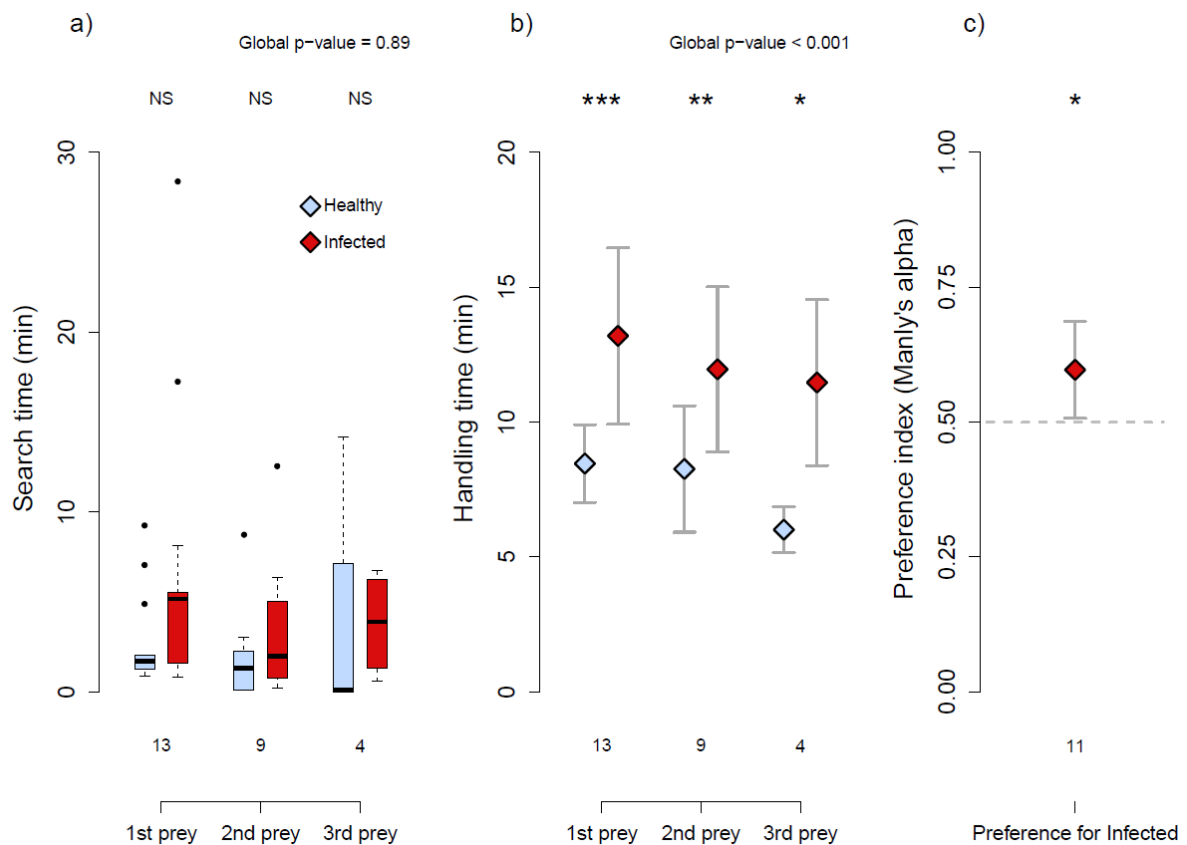 a)
Global p−value = 0.89
NS NS NS
Search time (min)
30
20
10
0
Healthy
Infected
13 9 4
1st prey 2nd prey 3rd prey
b)
Global p−value < 0.001
*** ** *
Handling time (min)
20
15
10
5
0
13 9 4
1st prey 2nd prey 3rd prey
c)
*
Preference index (Manly's alpha)
1.00
0.75
0.50
0.25
0.00
11
Preference for Infected